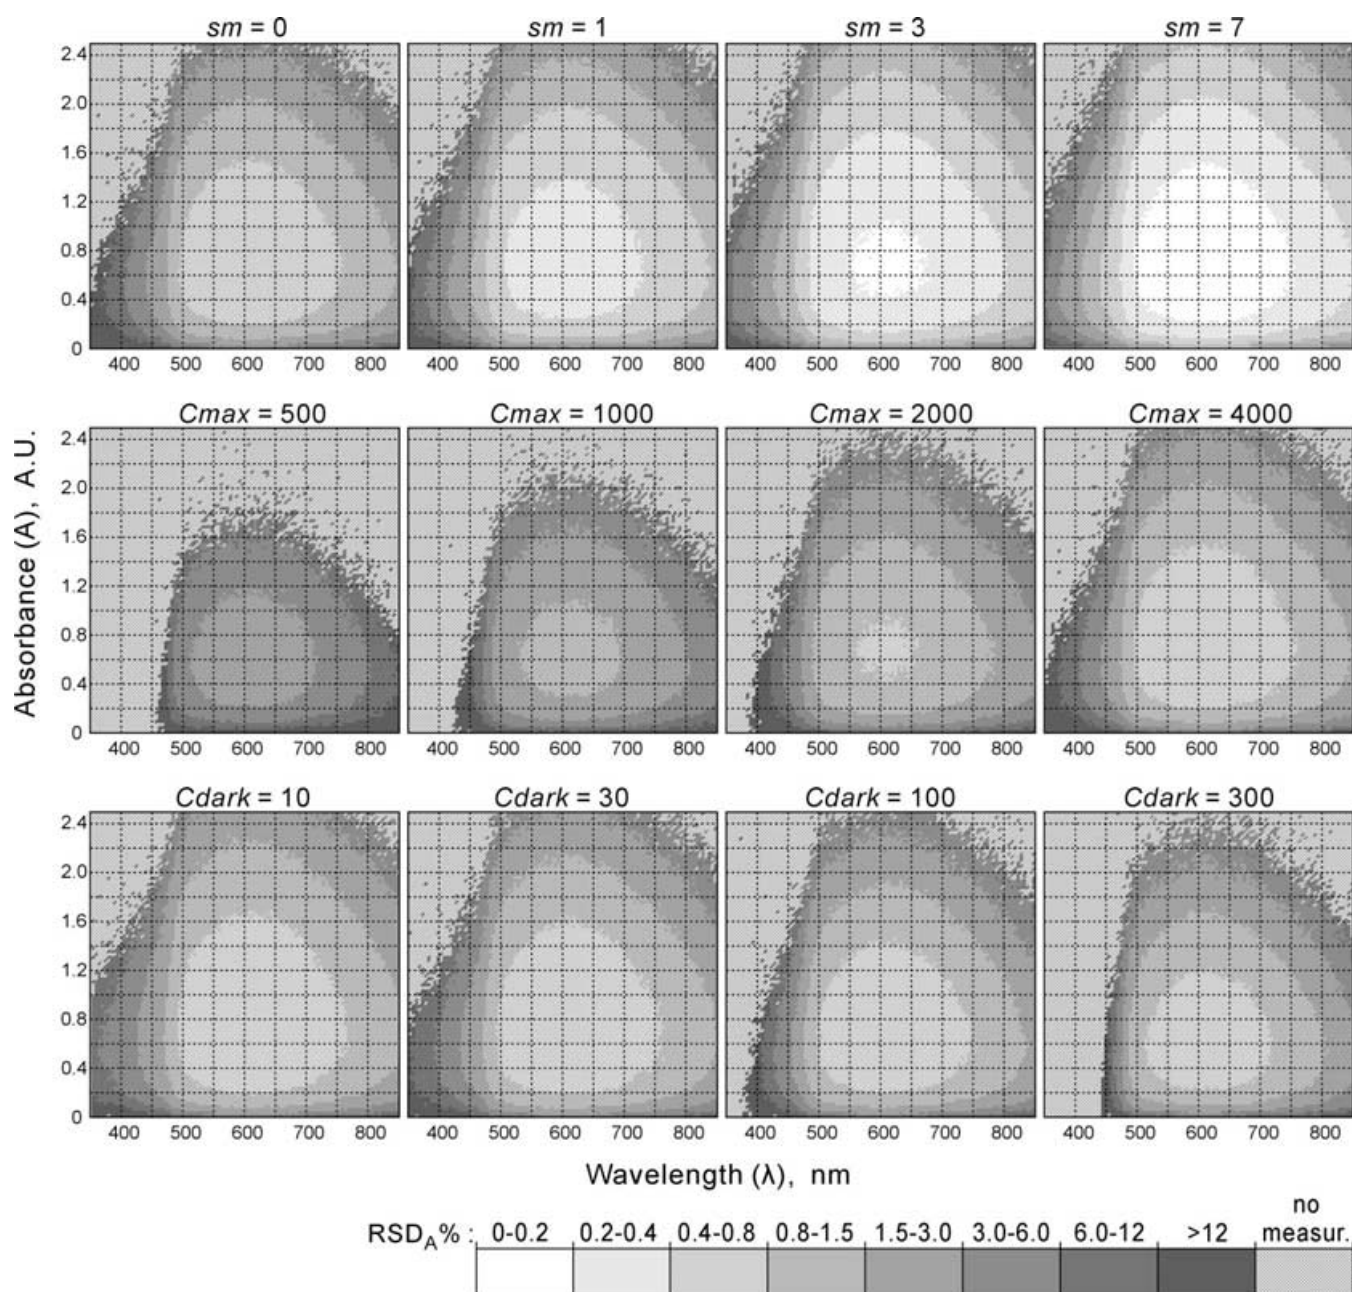 sm = 0 sm = 1 sm = 3 sm = 7
2.4
2.0
1.6
1.2
0.8
0.4
0
400 500 600 700 800 400 500 600 700 800 400 500 600 700 800 400 500 600 700 800
Cmax = 500 Cmax = 1000 Cmax = 2000 Cmax = 4000
Absorbance (A), A.U.
2.4
2.0
1.6
1.2
0.8
0.4
0
400 500 600 700 800 400 500 600 700 800 400 500 600 700 800 400 500 600 700 800
Cdark = 10 Cdark = 30 Cdark = 100 Cdark = 300
2.4
2.0
1.6
1.2
0.8
0.4
0
400 500 600 700 800 400 500 600 700 800 400 500 600 700 800 400 500 600 700 800
Wavelength (λ), nm
RSD_A% : 0-0.2 0.2-0.4 0.4-0.8 0.8-1.5 1.5-3.0 3.0-6.0 6.0-12 >12 no
measur.